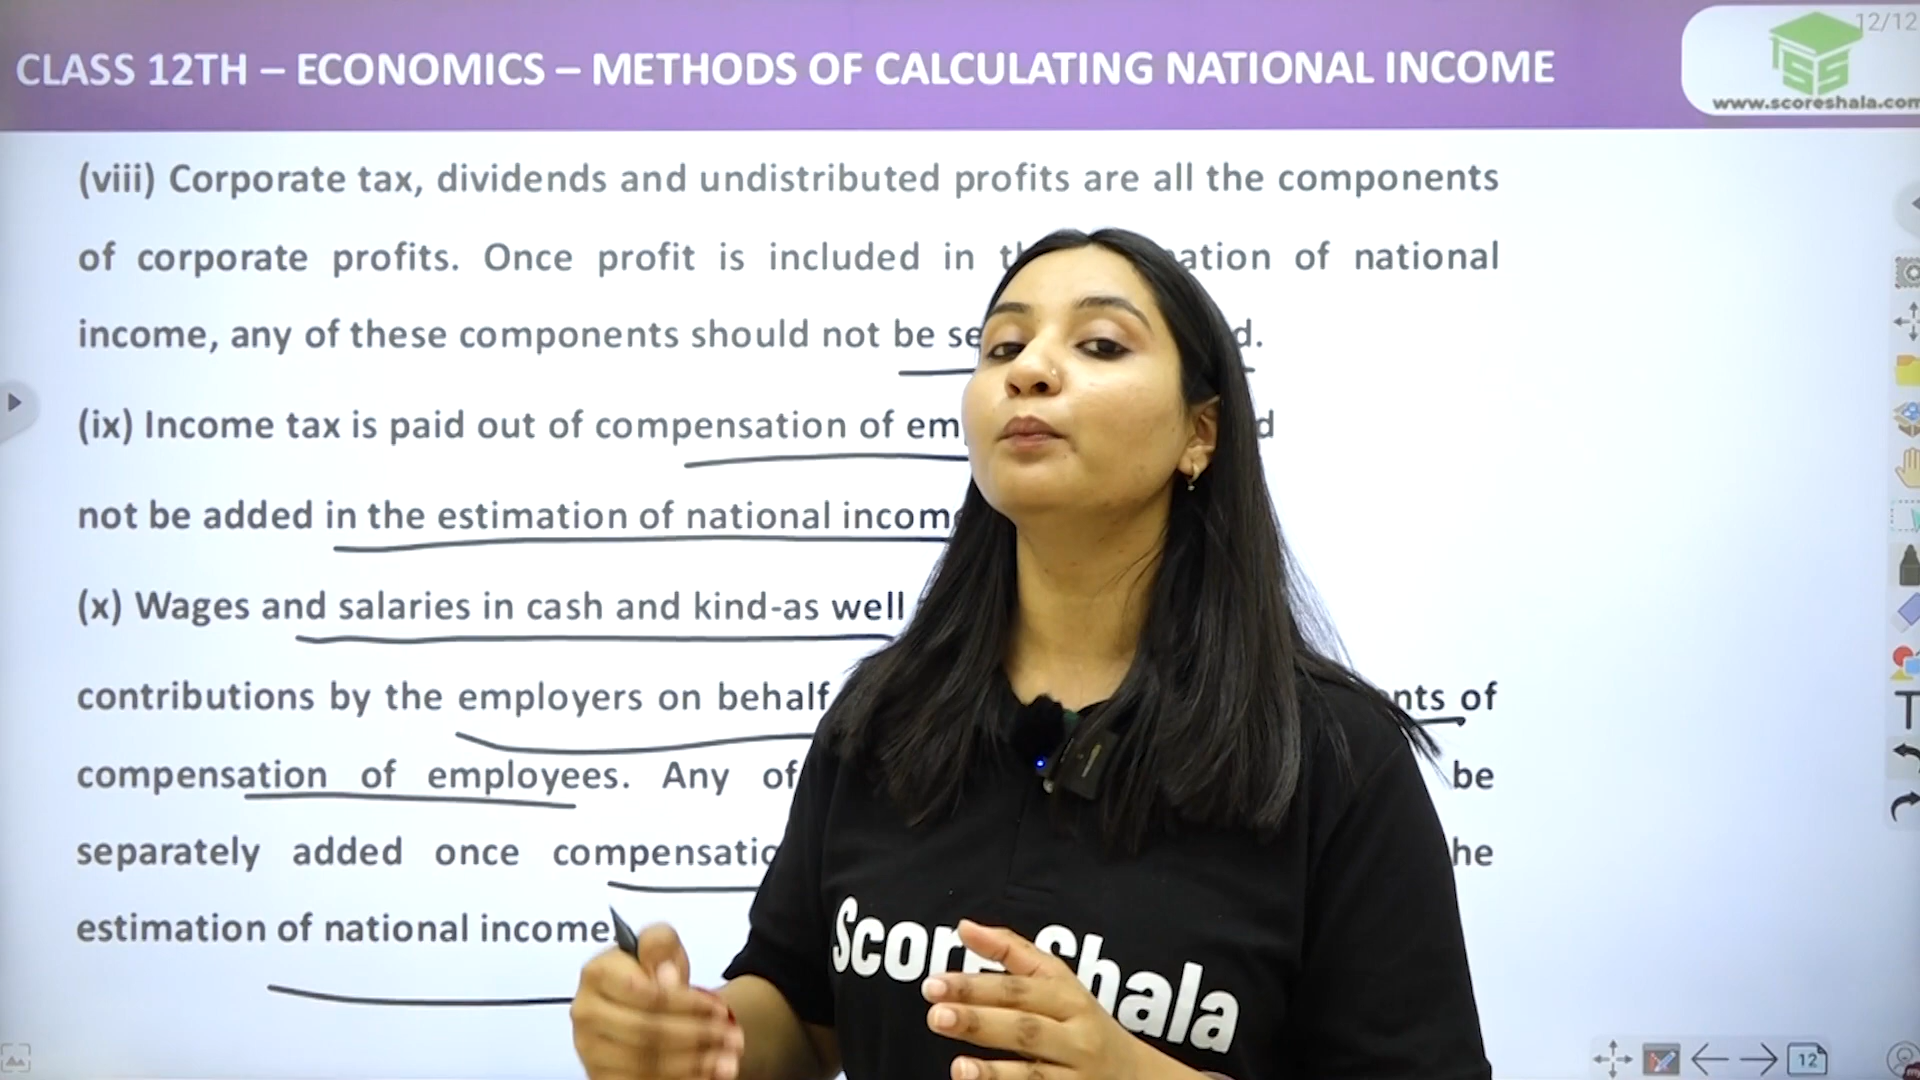 CLASS 12TH – ECONOMICS – METHODS OF CALCULATING NATIONAL INCOME
12/12
SS
www.scoreshala.com
(viii) Corporate tax, dividends and undistributed profits are all the components
of corporate profits. Once profit is included in ation of national
income, any of these components should not be se d.
(ix) Income tax is paid out of compensation of em d
not be added in the estimation of national incom
(x) Wages and salaries in cash and kind-as well
contributions by the employers on behalf nts of
compensation of employees. Any of be
separately added once compensatio he
estimation of national income.
Score Shala
T
12